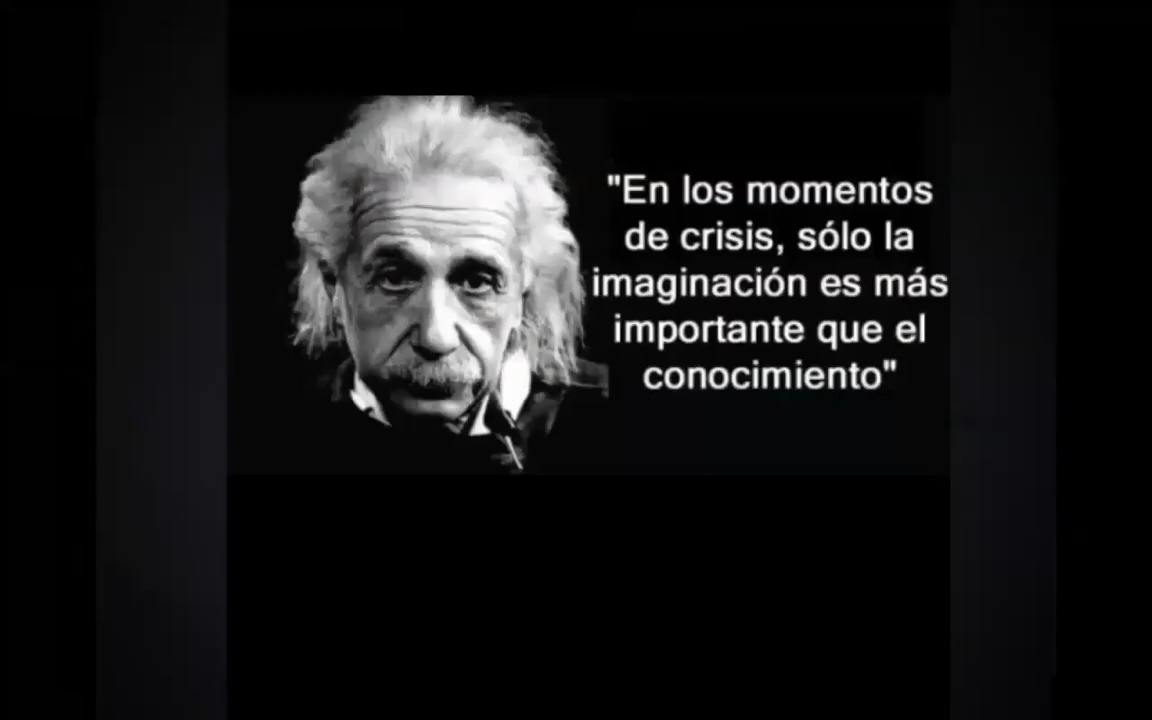 "En los momentos
de crisis, sólo la
imaginación es más
importante que el
conocimiento"